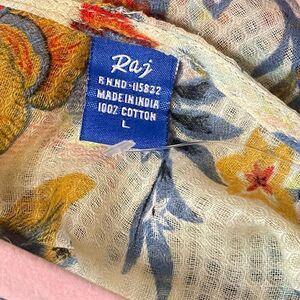 Raj
R.N.NO-115832
MADE IN INDIA
100% COTTON
L